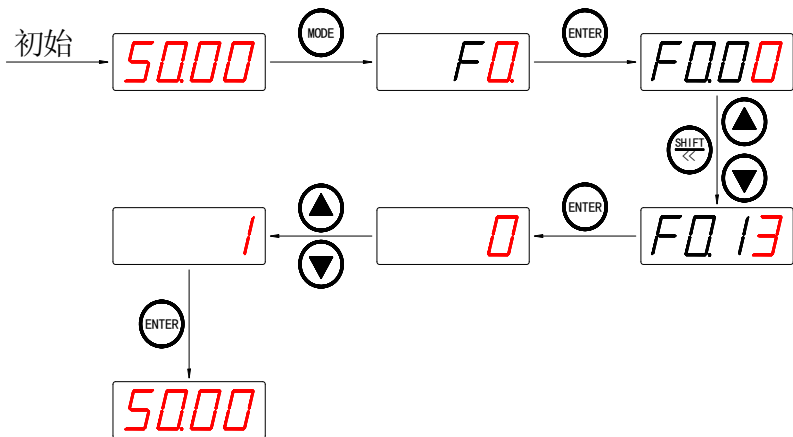 初始
50.00
MODE
F0.
ENTER
F0.00
SHIFT
<<
F0.13
ENTER
0
1
ENTER
50.00